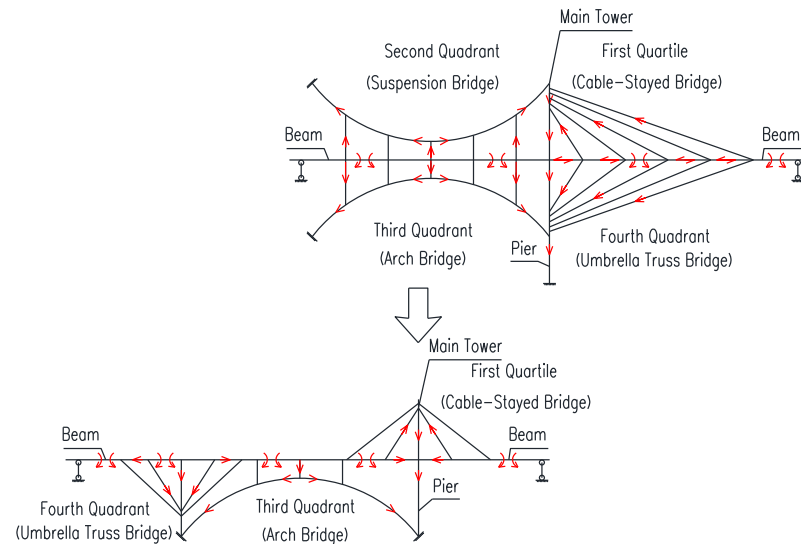 Main Tower
Second Quadrant
First Quartile
(Suspension Bridge)
(Cable-Stayed Bridge)
Beam
Beam
Third Quadrant
(Arch Bridge)
Pier
Fourth Quadrant
(Umbrella Truss Bridge)
Main Tower
First Quartile
(Cable-Stayed Bridge)
Beam
Beam
Pier
Fourth Quadrant
(Umbrella Truss Bridge)
Third Quadrant
(Arch Bridge)